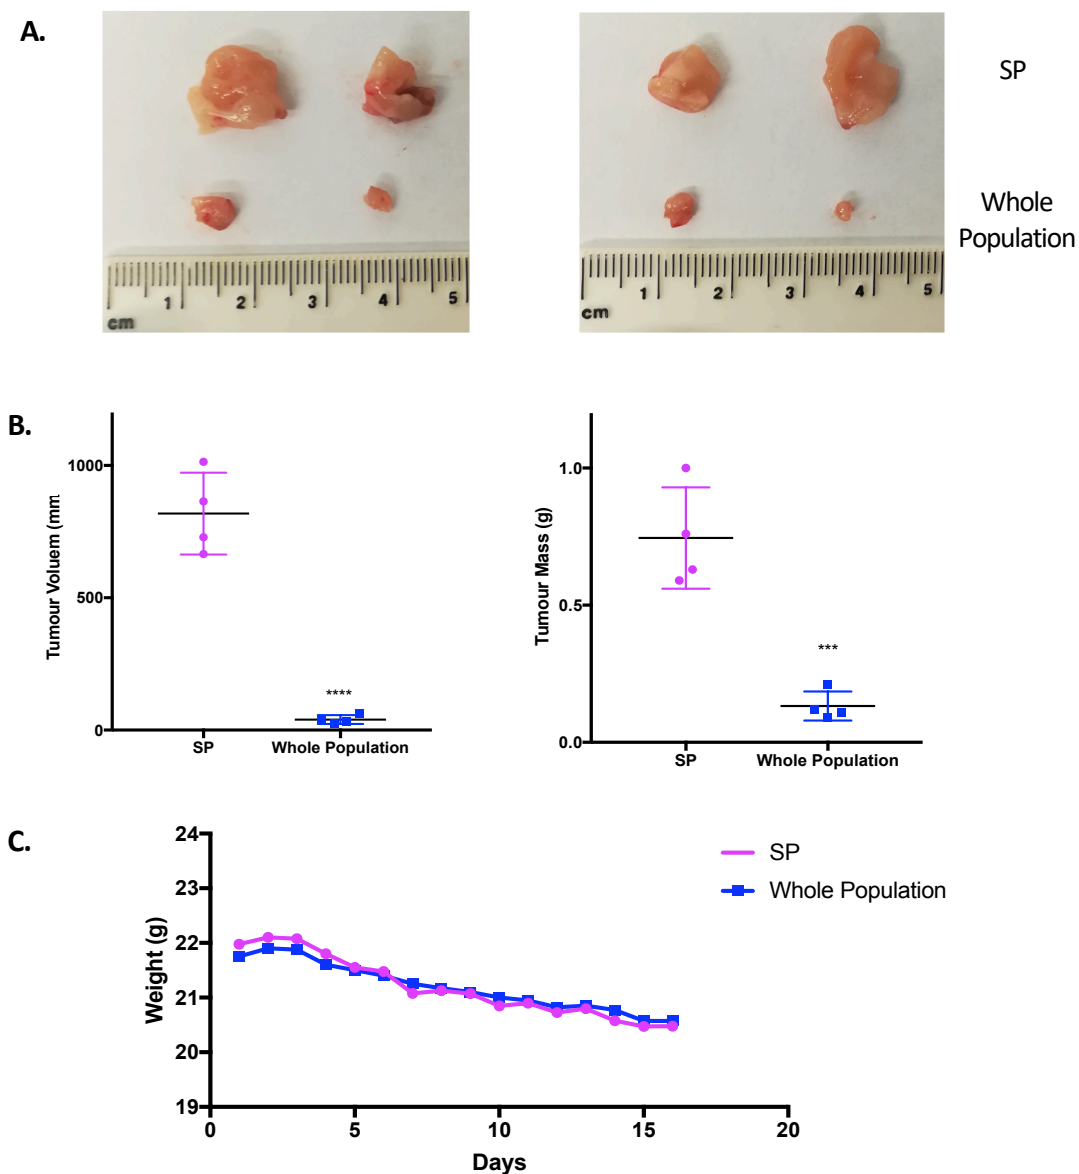 A.
SP
Whole
Population
1 2 3 4 5
cm
1 2 3 4 5
cm
B.
Tumour Voluem (mm
1000
500
0
****
SP Whole Population
Tumour Mass (g)
1.0
0.5
0.0
***
SP Whole Population
C.
Weight (g)
24
23
22
21
20
19
0 5 10 15 20
Days
SP
Whole Population